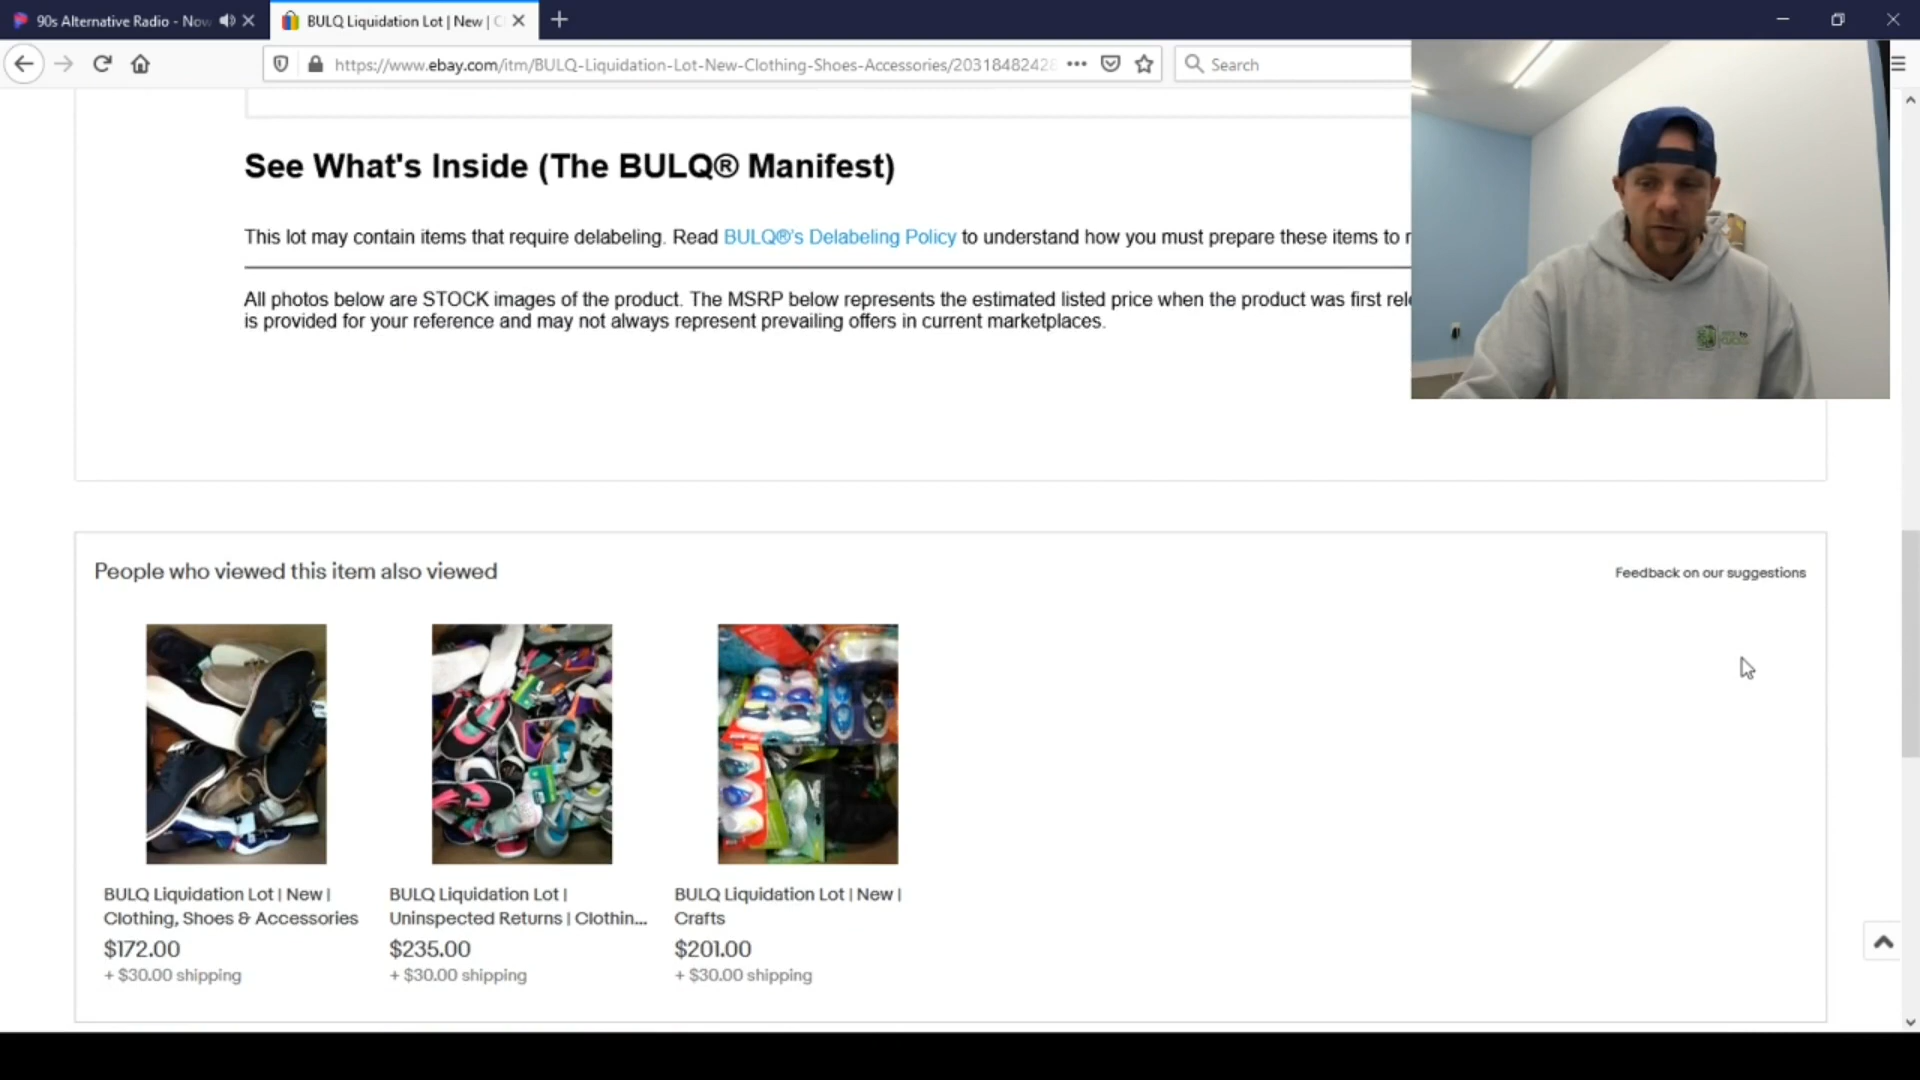 90s Alternative Radio - Now
BULQ Liquidation Lot | New | C
https://www.ebay.com/itm/BULQ-Liquidation-Lot-New-Clothing-Shoes-Accessories/20318482428
Search
See What's Inside (The BULQ® Manifest)
This lot may contain items that require delabeling. Read BULQ®'s Delabeling Policy to understand how you must prepare these items to r
All photos below are STOCK images of the product. The MSRP below represents the estimated listed price when the product was first rele
is provided for your reference and may not always represent prevailing offers in current marketplaces.
People who viewed this item also viewed
Feedback on our suggestions
BULQ Liquidation Lot | New |
Clothing, Shoes & Accessories
$172.00
+ $30.00 shipping
BULQ Liquidation Lot |
Uninspected Returns | Clothin...
$235.00
+ $30.00 shipping
BULQ Liquidation Lot | New |
Crafts
$201.00
+ $30.00 shipping